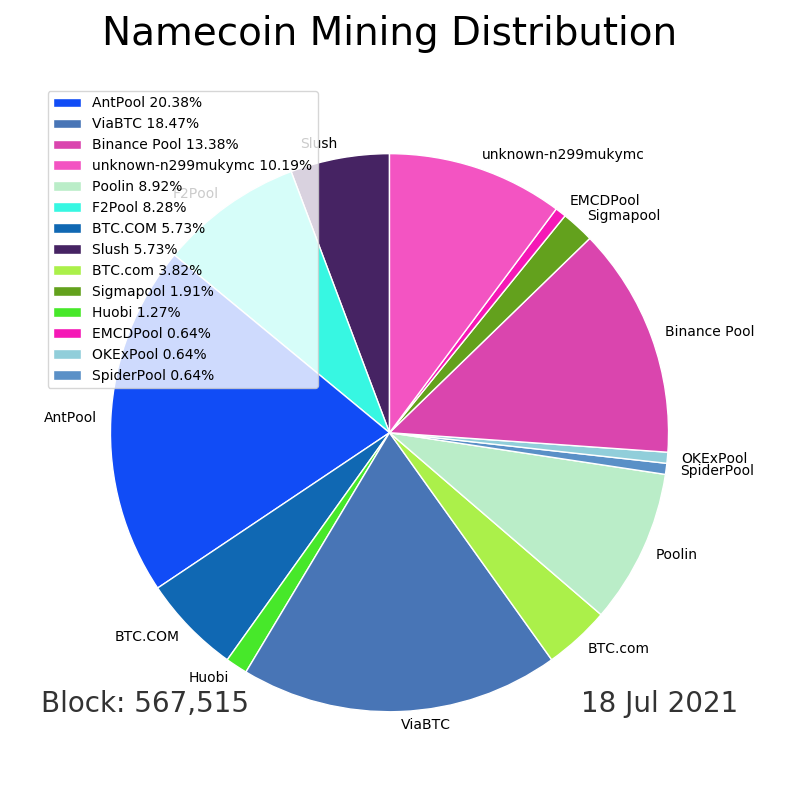 Namecoin Mining Distribution
AntPool 20.38%
ViaBTC 18.47%
Binance Pool 13.38%
unknown-n299mukymc 10.19%
Poolin 8.92%
F2Pool 8.28%
BTC.COM 5.73%
Slush 5.73%
BTC.com 3.82%
Sigmapool 1.91%
Huobi 1.27%
EMCDPool 0.64%
OKExPool 0.64%
SpiderPool 0.64%
Slush
unknown-n299mukymc
F2Pool
EMCDPool
Sigmapool
Binance Pool
AntPool
OKExPool
SpiderPool
Poolin
BTC.COM
BTC.com
Huobi
ViaBTC
Block: 567,515
18 Jul 2021